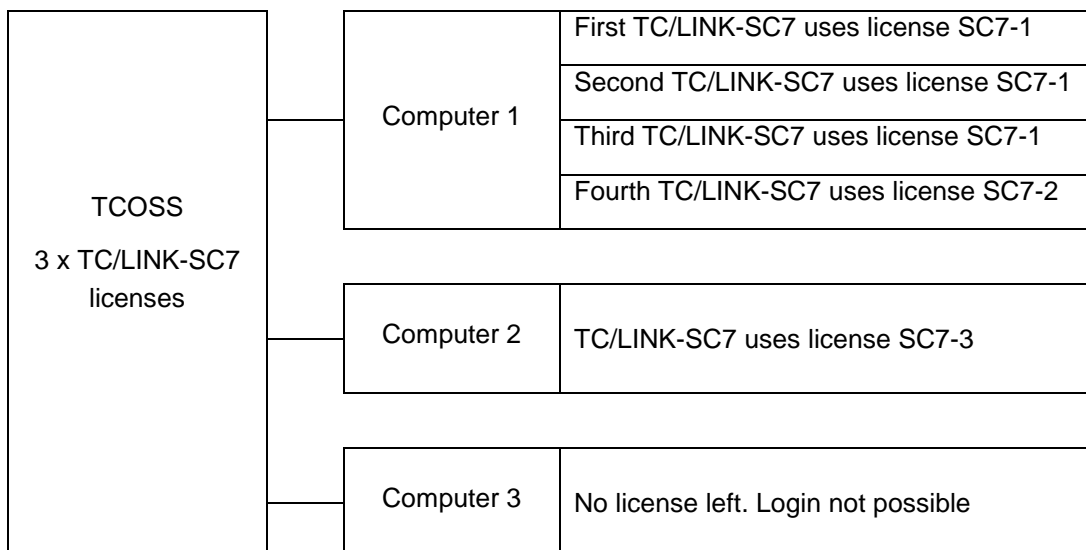 TCOSS
3 x TC/LINK-SC7
licenses
Computer 1
First TC/LINK-SC7 uses license SC7-1
Second TC/LINK-SC7 uses license SC7-1
Third TC/LINK-SC7 uses license SC7-1
Fourth TC/LINK-SC7 uses license SC7-2
Computer 2
TC/LINK-SC7 uses license SC7-3
Computer 3
No license left. Login not possible